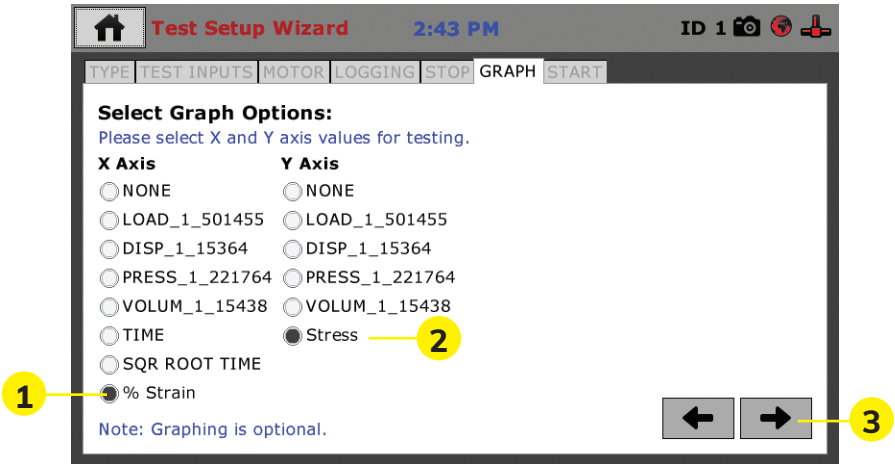 Test Setup Wizard 2:43 PM ID 1
TYPE TEST INPUTS MOTOR LOGGING STOP GRAPH START
Select Graph Options:
Please select X and Y axis values for testing.
X Axis Y Axis
NONE NONE
LOAD_1_501455 LOAD_1_501455
DISP_1_15364 DISP_1_15364
PRESS_1_221764 PRESS_1_221764
VOLUM_1_15438 VOLUM_1_15438
TIME Stress 2
SQR ROOT TIME
1 % Strain
Note: Graphing is optional. 3